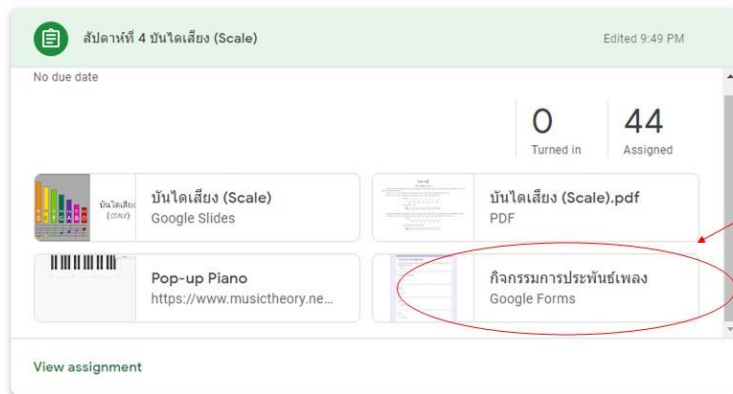 สัปดาห์ที่ 4 บันไดเสียง (Scale)
Edited 9:49 PM
No due date
0
Turned in
44
Assigned
บันไดเสียง (Scale)
Google Slides
บันไดเสียง (Scale).pdf
PDF
Pop-up Piano
https://www.musictheory.ne...
กิจกรรมการประพันธ์เพลง
Google Forms
View assignment